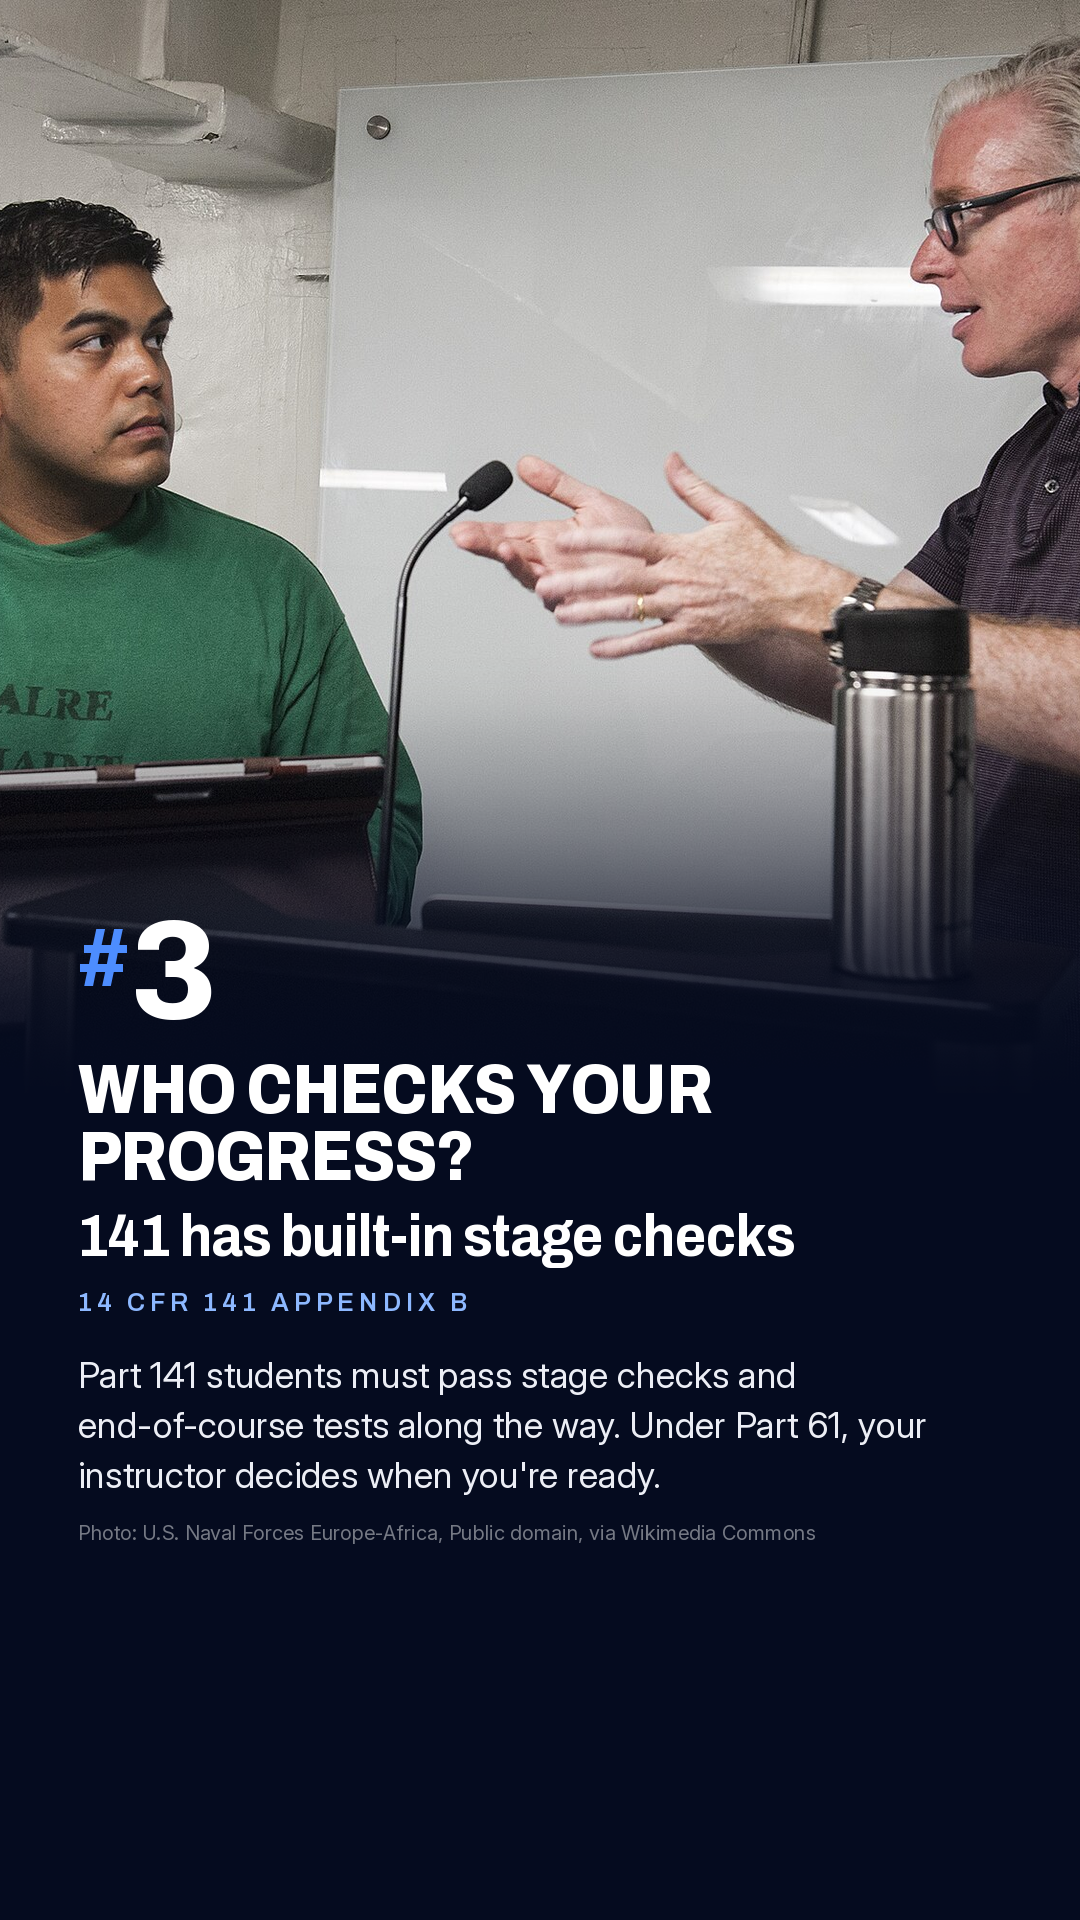 ALRE
MAINT
#3
WHO CHECKS YOUR
PROGRESS?
141 has built-in stage checks
14 CFR 141 APPENDIX B
Part 141 students must pass stage checks and
end-of-course tests along the way. Under Part 61, your
instructor decides when you're ready.
Photo: U.S. Naval Forces Europe-Africa, Public domain, via Wikimedia Commons